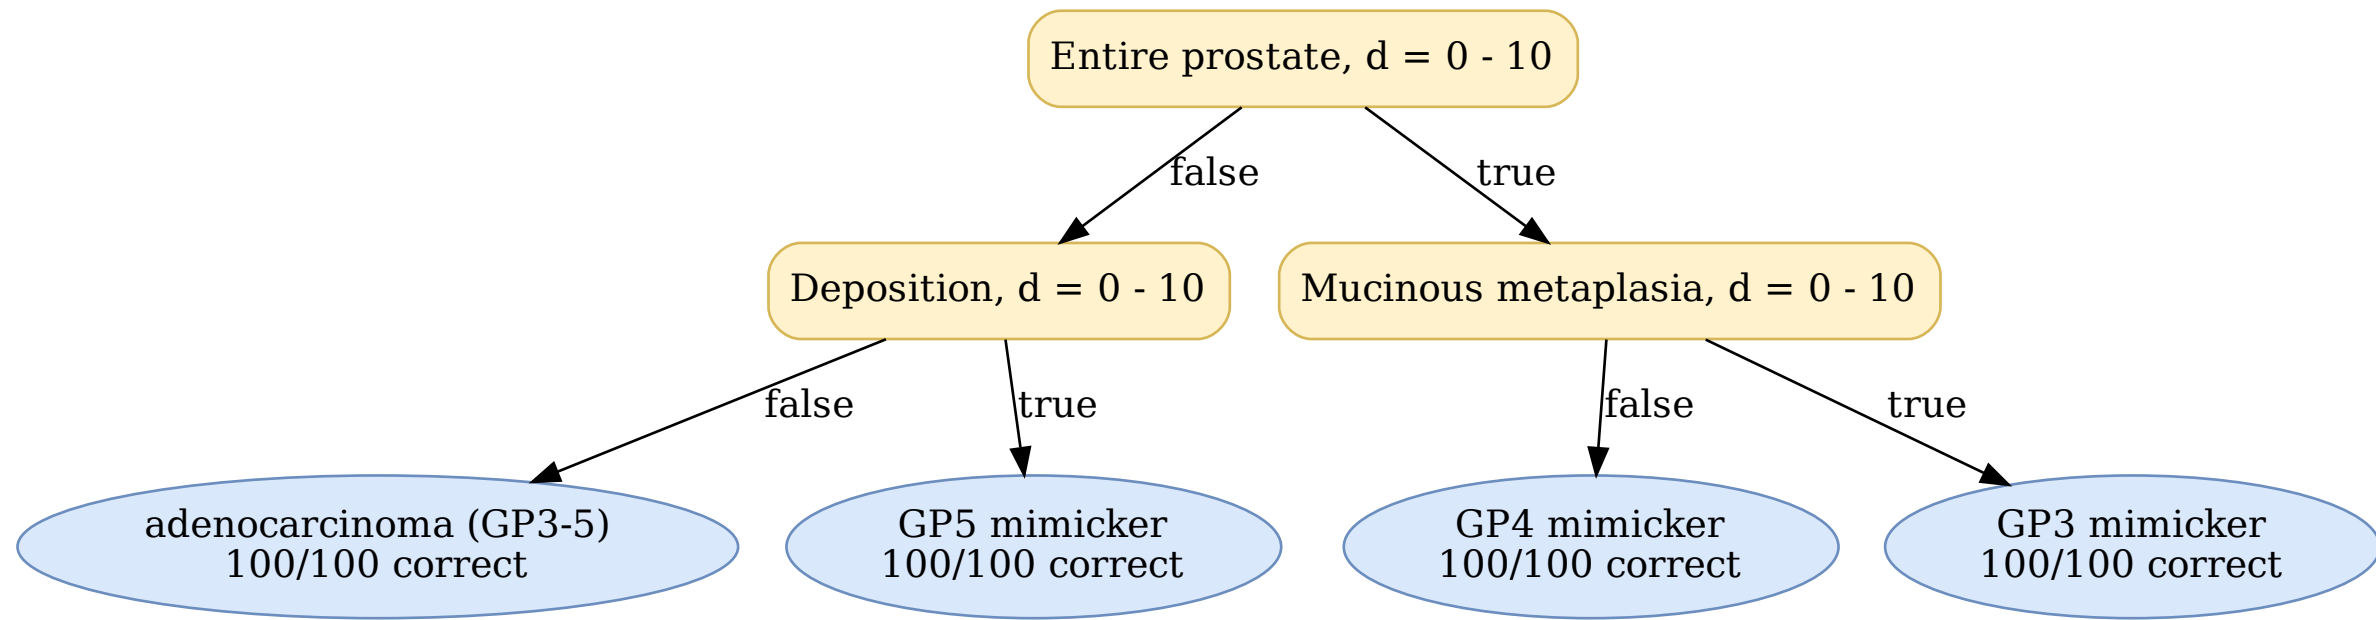 Entire prostate, d = 0 - 10
false
true
Deposition, d = 0 - 10
Mucinous metaplasia, d = 0 - 10
false
true
false
true
adenocarcinoma (GP3-5)
100/100 correct
GP5 mimicker
100/100 correct
GP4 mimicker
100/100 correct
GP3 mimicker
100/100 correct